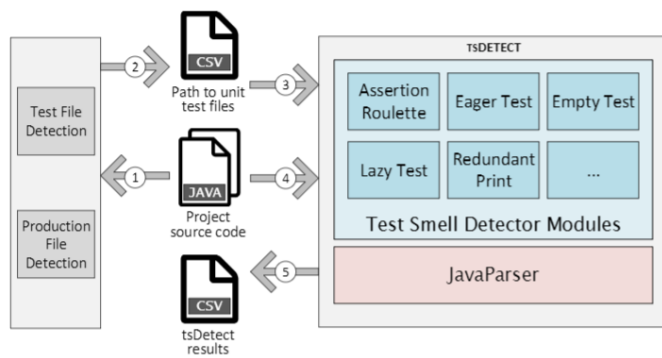 Test File
Detection
Production
File
Detection
2
CSV
Path to unit
test files
3
1
JAVA
Project
source code
4
CSV
tsDetect
results
5
TSDETECT
Assertion
Roulette
Eager Test
Empty Test
Lazy Test
Redundant
Print
...
Test Smell Detector Modules
JavaParser